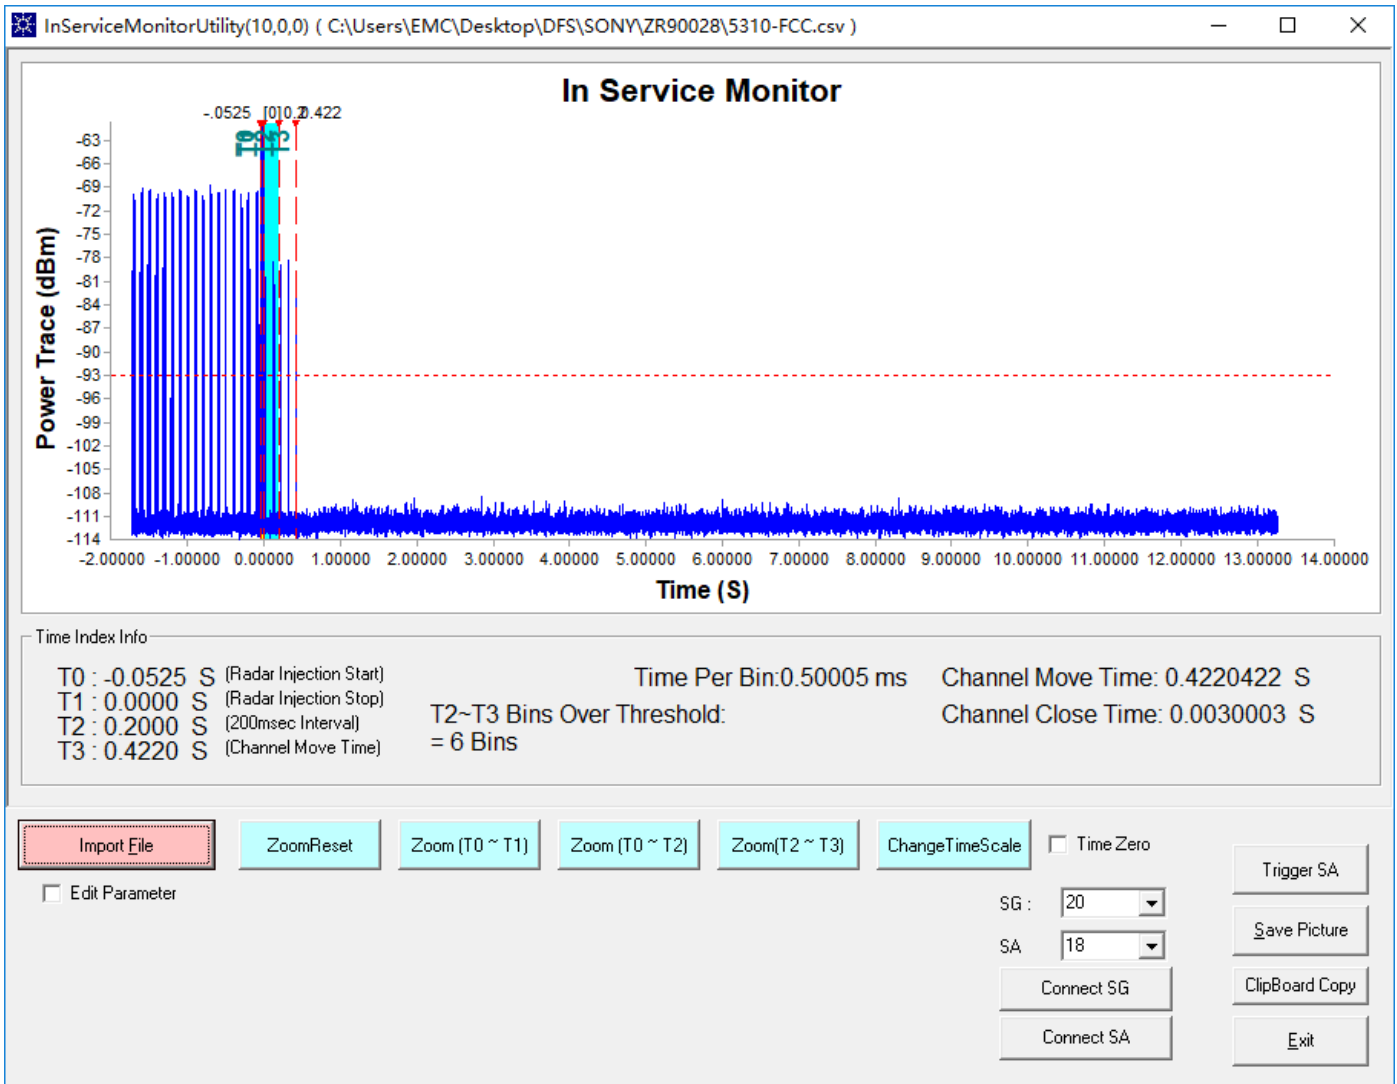 InServiceMonitorUtility(10,0,0) ( C:\Users\EMC\Desktop\DFS\SONY\ZR90028\5310-FCC.csv )
In Service Monitor
-.0525 [0] 0.2 0.422
T0 T2 T3
Power Trace (dBm)
-63
-66
-69
-72
-75
-78
-81
-84
-87
-90
-93
-96
-99
-102
-105
-108
-111
-114
-2.00000 -1.00000 0.00000 1.00000 2.00000 3.00000 4.00000 5.00000 6.00000 7.00000 8.00000 9.00000 10.00000 11.00000 12.00000 13.00000 14.00000
Time (S)
Time Index Info
T0 : -0.0525 S (Radar Injection Start)
T1 : 0.0000 S (Radar Injection Stop)
T2 : 0.2000 S (200msec Interval)
T3 : 0.4220 S (Channel Move Time)
Time Per Bin:0.50005 ms
T2~T3 Bins Over Threshold:
= 6 Bins
Channel Move Time: 0.4220422 S
Channel Close Time: 0.0030003 S
Import File
ZoomReset
Zoom (T0 ~ T1)
Zoom (T0 ~ T2)
Zoom(T2 ~ T3)
ChangeTimeScale
Time Zero
Edit Parameter
SG : 20
SA 18
Connect SG
Connect SA
Trigger SA
Save Picture
ClipBoard Copy
Exit